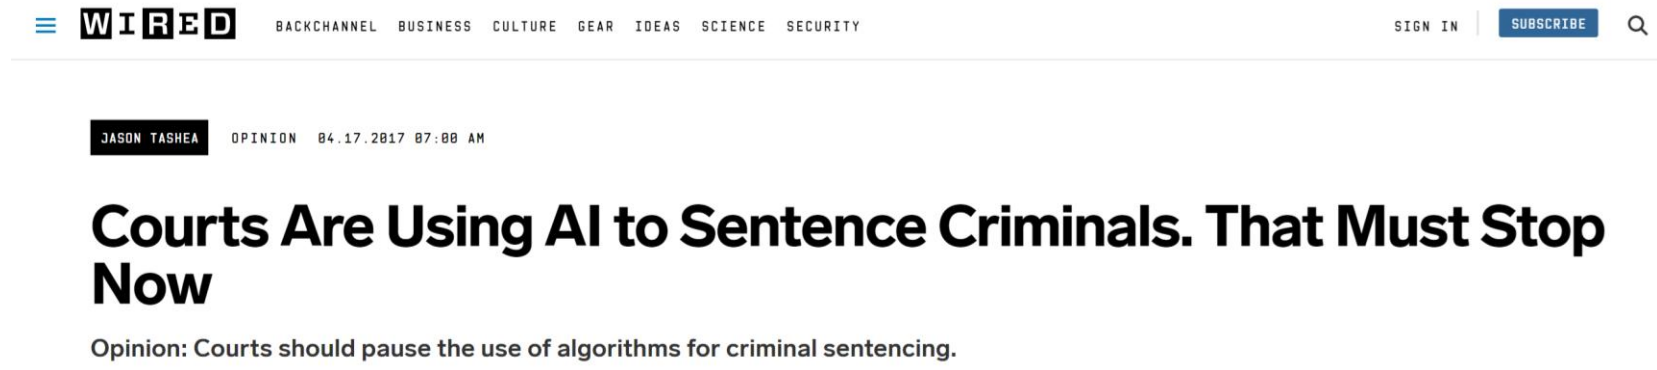 WIRED BACKCHANNEL BUSINESS CULTURE GEAR IDEAS SCIENCE SECURITY SIGN IN SUBSCRIBE
JASON TASHEA OPINION 04.17.2017 07:00 AM
Courts Are Using AI to Sentence Criminals. That Must Stop
Now
Opinion: Courts should pause the use of algorithms for criminal sentencing.